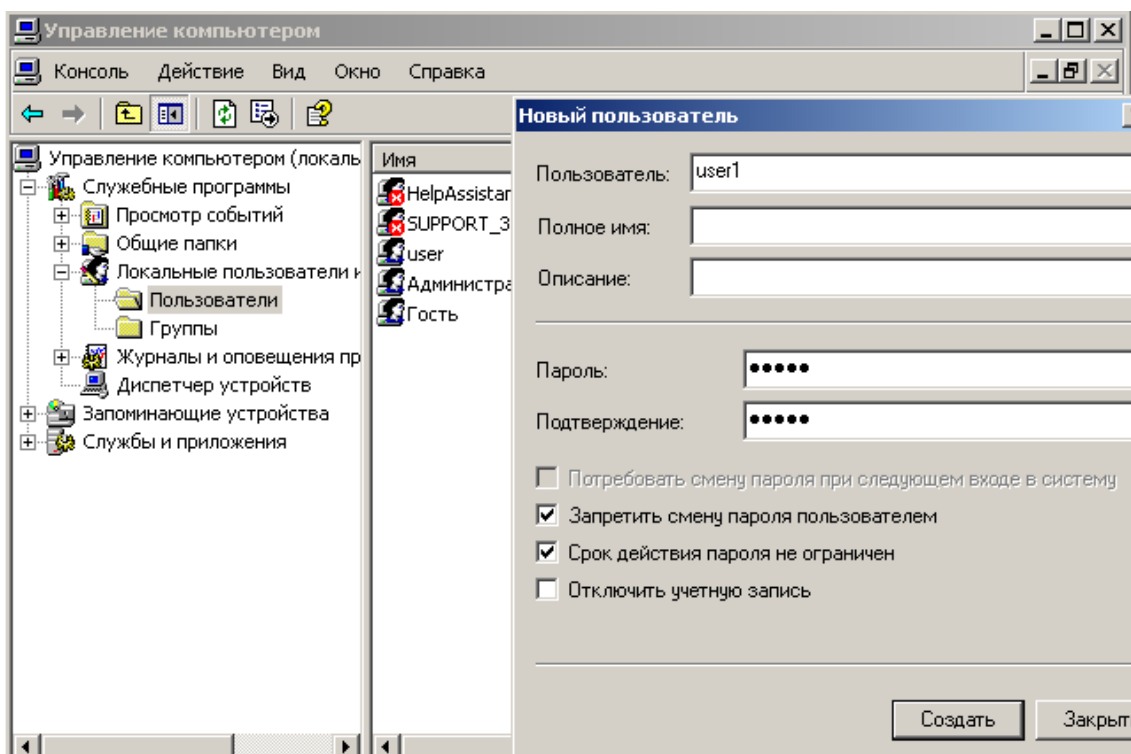 Управление компьютером
Консоль Действие Вид Окно Справка
Управление компьютером (локаль
Служебные программы
Просмотр событий
Общие папки
Локальные пользователи и
Пользователи
Группы
Журналы и оповещения пр
Диспетчер устройств
Запоминающие устройства
Службы и приложения
Имя
HelpAssistar
SUPPORT_3
user
Администра
Гость
Новый пользователь
Пользователь: user1
Полное имя:
Описание:
Пароль: •••••
Подтверждение: •••••
Потребовать смену пароля при следующем входе в систему
Запретить смену пароля пользователем
Срок действия пароля не ограничен
Отключить учетную запись
Создать Закрыт